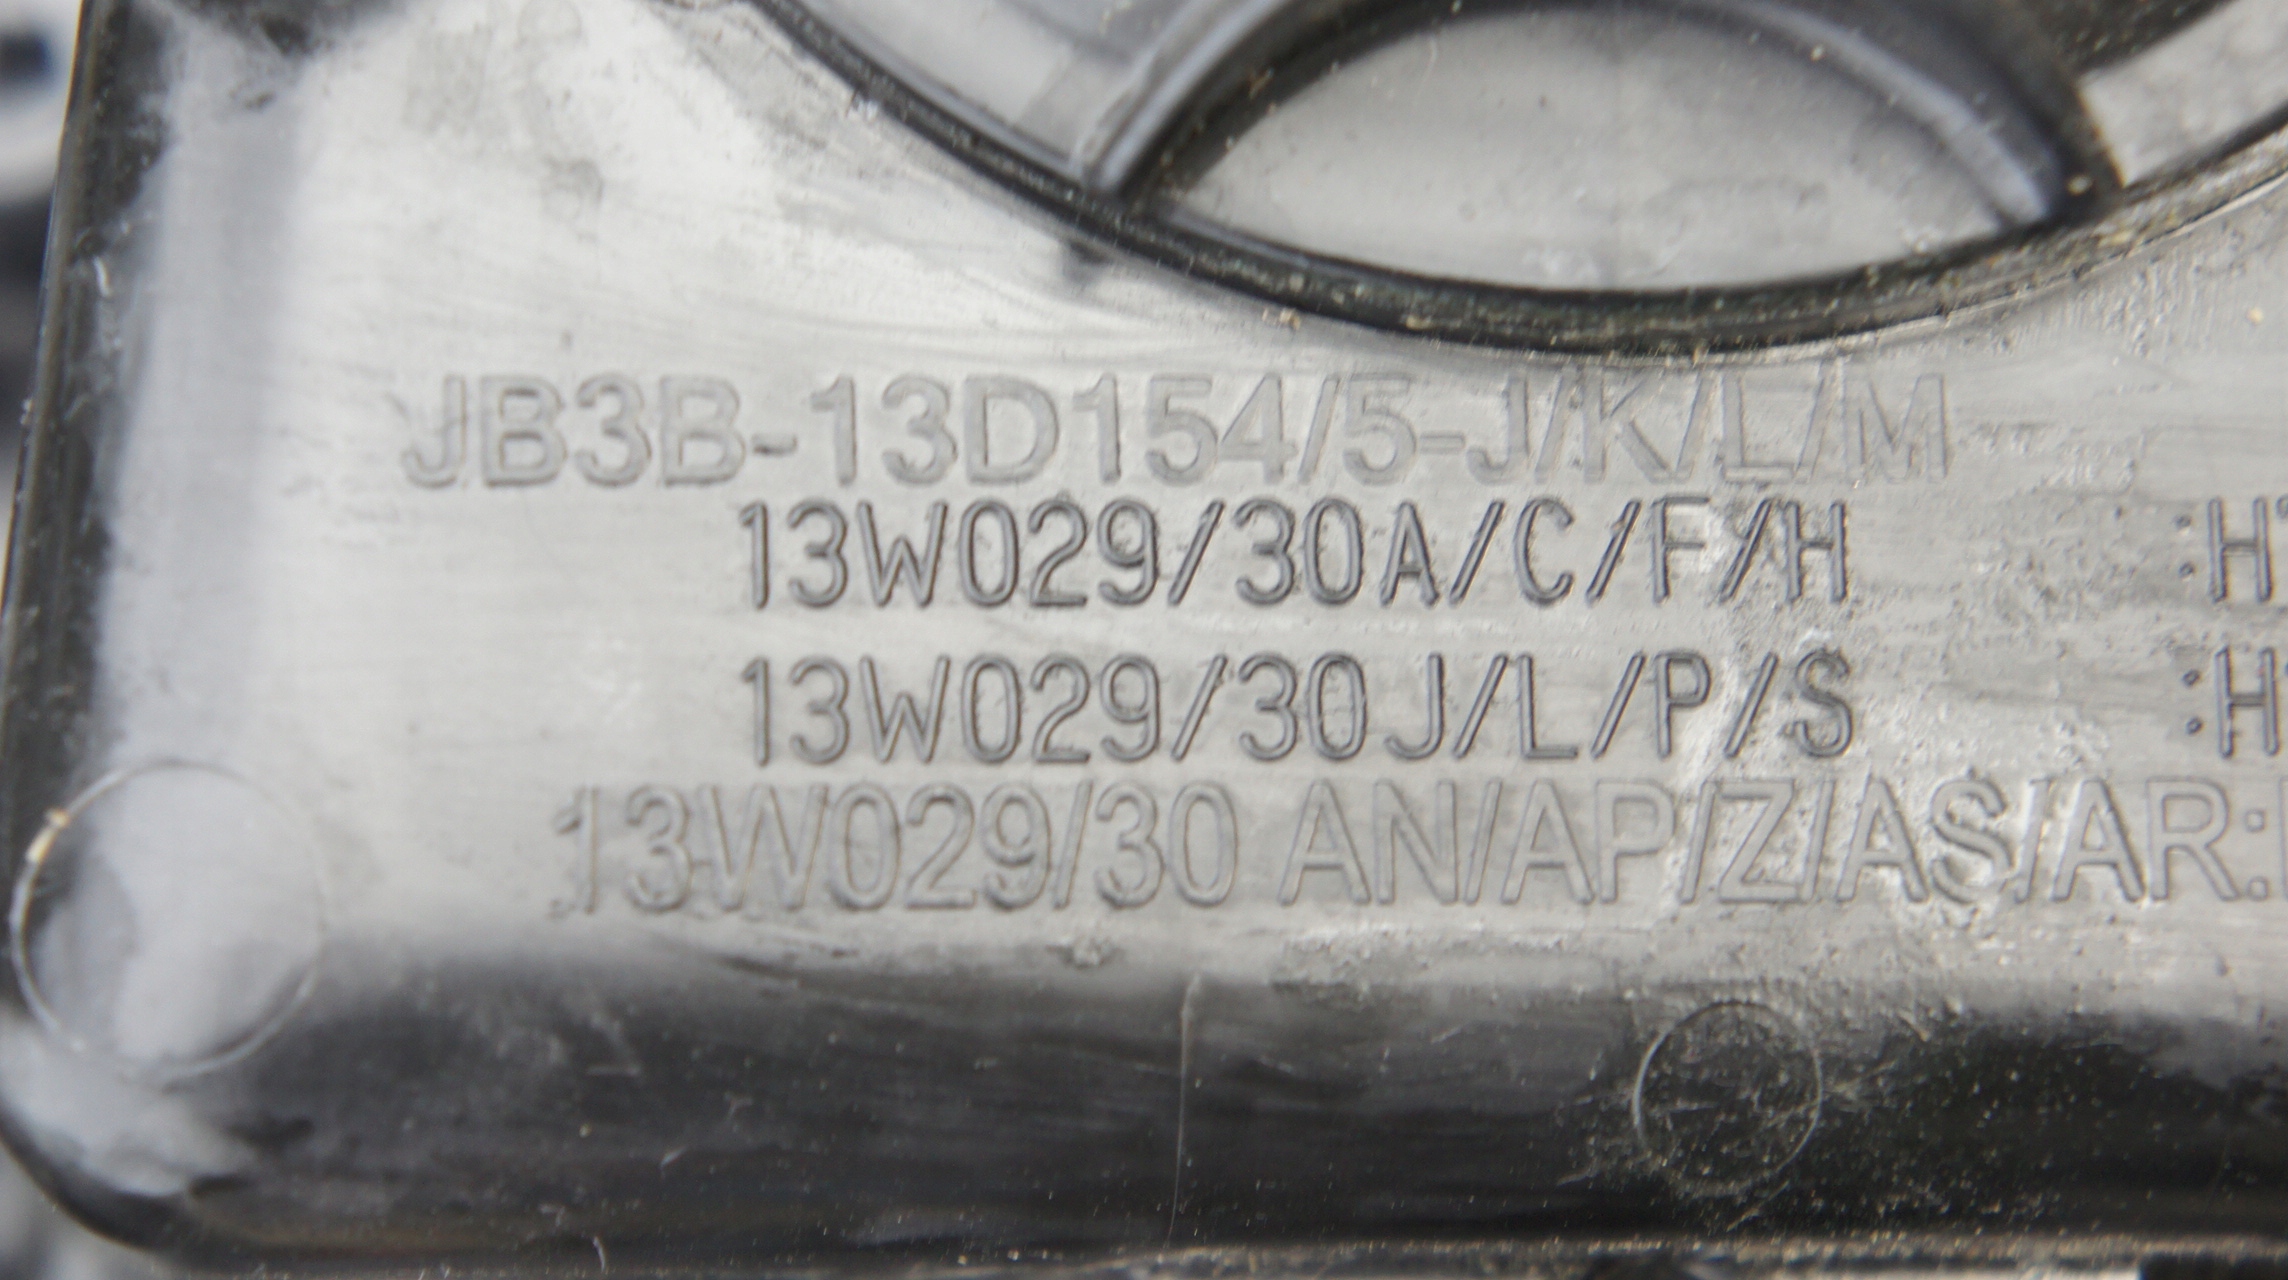 JB3B-13D154/5-J/K/L/M
13W029/30A/C/F/H :H
13W029/30J/L/P/S :H
13W029/30 AN/AP/Z/AS/AR: